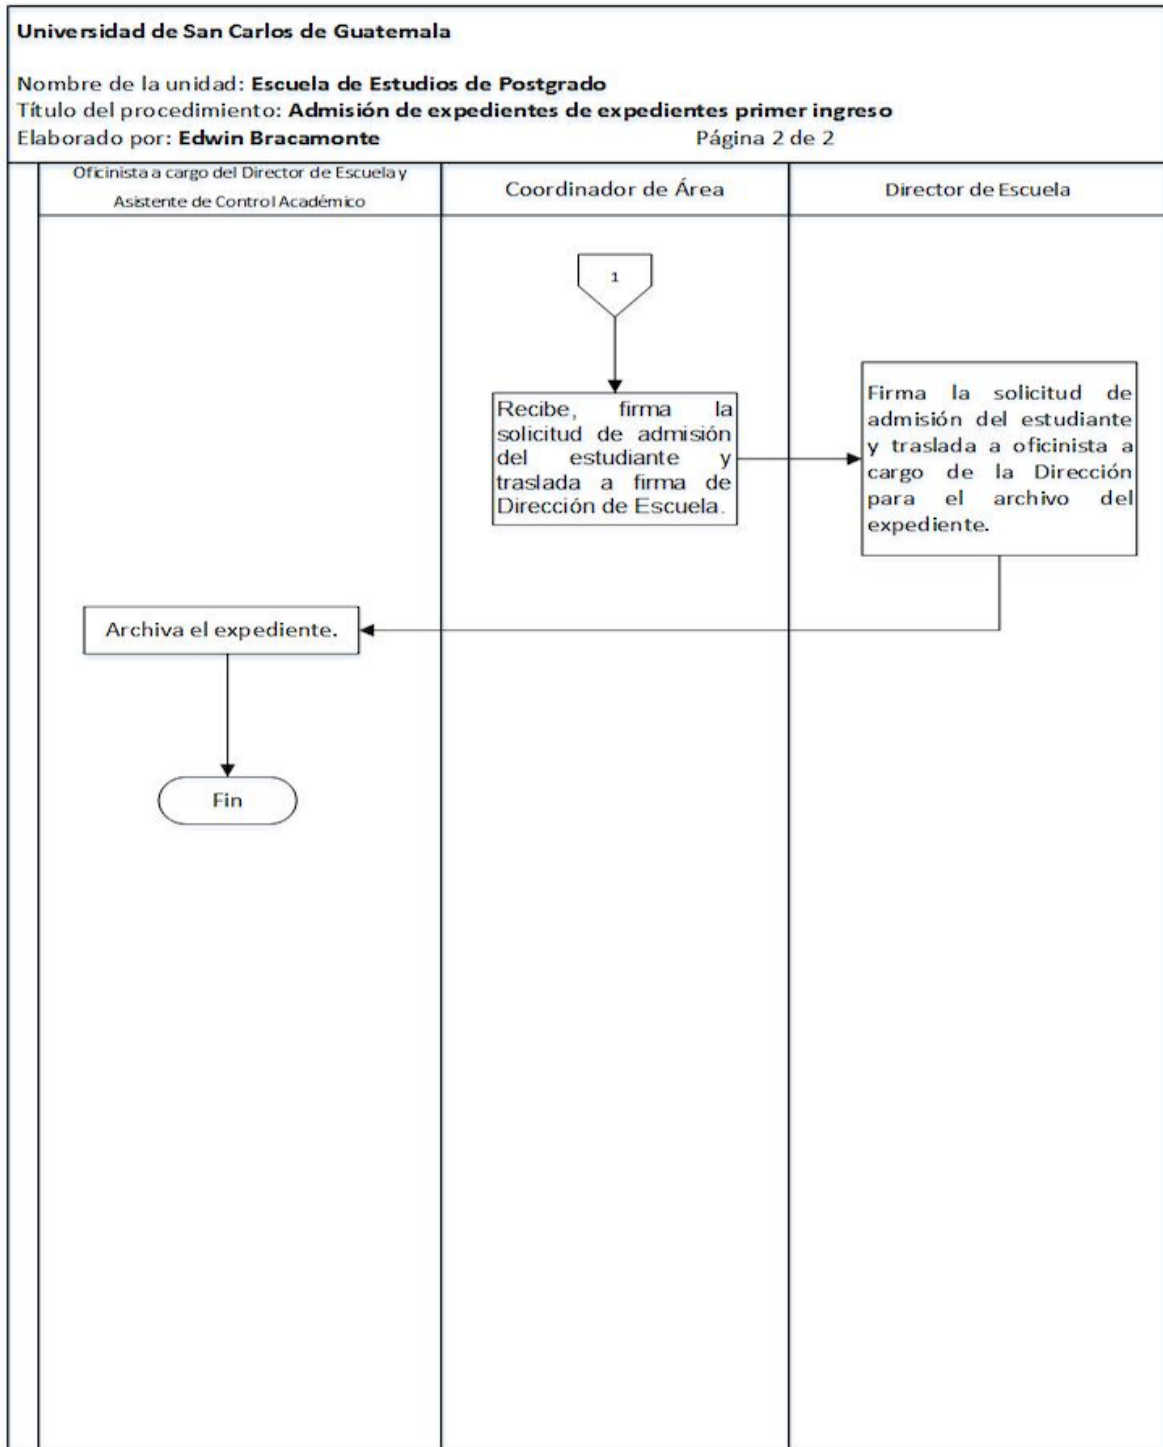 Universidad de San Carlos de Guatemala
Nombre de la unidad: Escuela de Estudios de Postgrado
Título del procedimiento: Admisión de expedientes de expedientes primer ingreso
Elaborado por: Edwin Bracamonte Página 2 de 2
Oficinista a cargo del Director de Escuela y
Asistente de Control Académico
Coordinador de Área
Director de Escuela
1
Recibe, firma la
solicitud de admisión
del estudiante y
traslada a firma de
Dirección de Escuela.
Firma la solicitud de
admisión del estudiante
y traslada a oficinista a
cargo de la Dirección
para el archivo del
expediente.
Archiva el expediente.
Fin